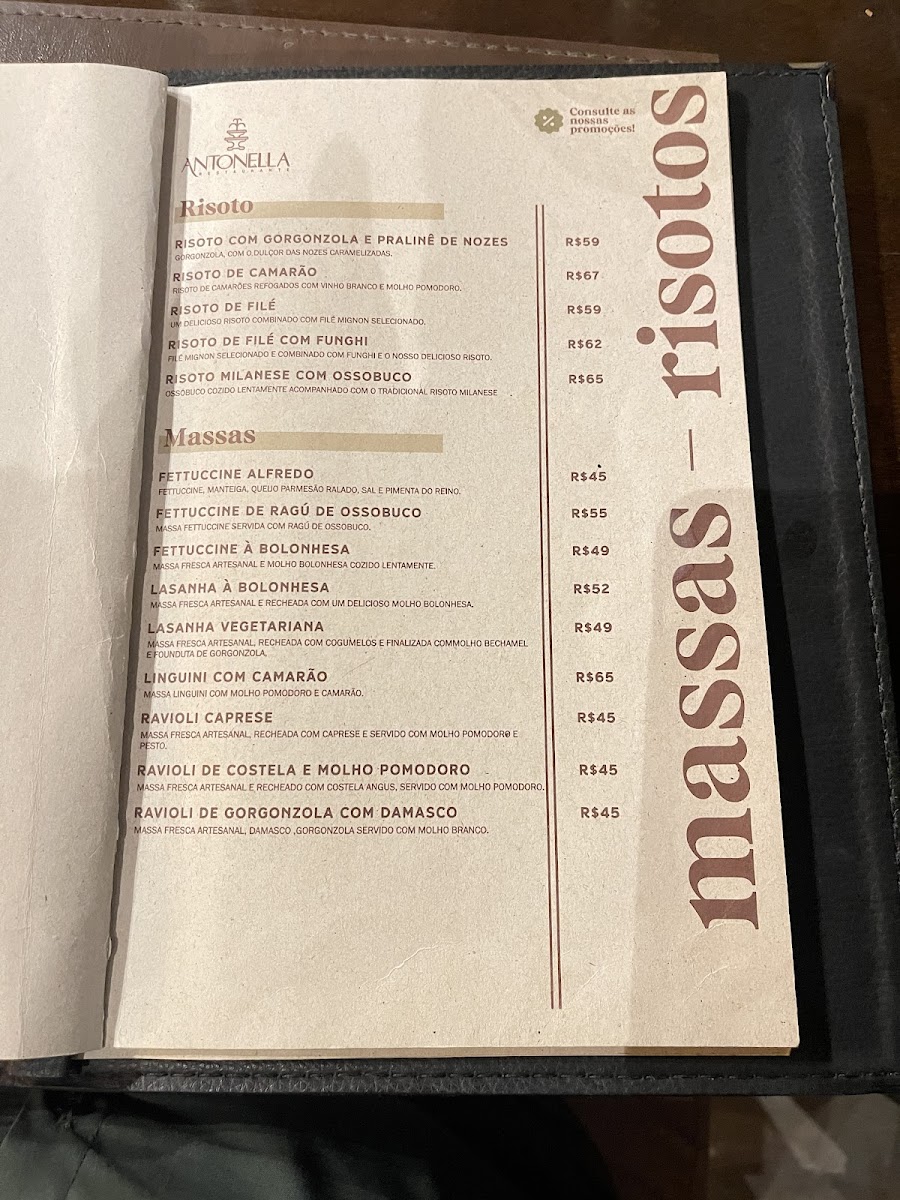 ANTONELLA
RESTAURANTE
Consulte as
nossas
promoções!
massas — risotos
Risoto
RISOTO COM GORGONZOLA E PRALINÊ DE NOZES R$59
GORGONZOLA, COM O DULÇOR DAS NOZES CARAMELIZADAS.
RISOTO DE CAMARÃO R$67
RISOTO DE CAMARÕES REFOGADOS COM VINHO BRANCO E MOLHO POMODORO.
RISOTO DE FILÉ R$59
UM DELICIOSO RISOTO COMBINADO COM FILÉ MIGNON SELECIONADO.
RISOTO DE FILÉ COM FUNGHI R$62
FILÉ MIGNON SELECIONADO E COMBINADO COM FUNGHI E O NOSSO DELICIOSO RISOTO.
RISOTO MILANESE COM OSSOBUCO R$65
OSSOBUCO COZIDO LENTAMENTE ACOMPANHADO COM O TRADICIONAL RISOTO MILANESE
Massas
FETTUCCINE ALFREDO R$45
FETTUCCINE, MANTEIGA, QUEIJO PARMESÃO RALADO, SAL E PIMENTA DO REINO.
FETTUCCINE DE RAGÚ DE OSSOBUCO R$55
MASSA FETTUCCINE SERVIDA COM RAGÚ DE OSSOBUCO.
FETTUCCINE À BOLONHESA R$49
MASSA FRESCA ARTESANAL E MOLHO BOLONHESA COZIDO LENTAMENTE.
LASANHA À BOLONHESA R$52
MASSA FRESCA ARTESANAL E RECHEADA COM UM DELICIOSO MOLHO BOLONHESA.
LASANHA VEGETARIANA R$49
MASSA FRESCA ARTESANAL, RECHEADA COM COGUMELOS E FINALIZADA COMMOLHO BECHAMEL
E FOUNDUTA DE GORGONZOLA.
LINGUINI COM CAMARÃO R$65
MASSA LINGUINI COM MOLHO POMODORO E CAMARÃO.
RAVIOLI CAPRESE R$45
MASSA FRESCA ARTESANAL, RECHEADA COM CAPRESE E SERVIDO COM MOLHO POMODORO E
PESTO.
RAVIOLI DE COSTELA E MOLHO POMODORO R$45
MASSA FRESCA ARTESANAL E RECHEADO COM COSTELA ANGUS, SERVIDO COM MOLHO POMODORO.
RAVIOLI DE GORGONZOLA COM DAMASCO R$45
MASSA FRESCA ARTESANAL, DAMASCO ,GORGONZOLA SERVIDO COM MOLHO BRANCO.